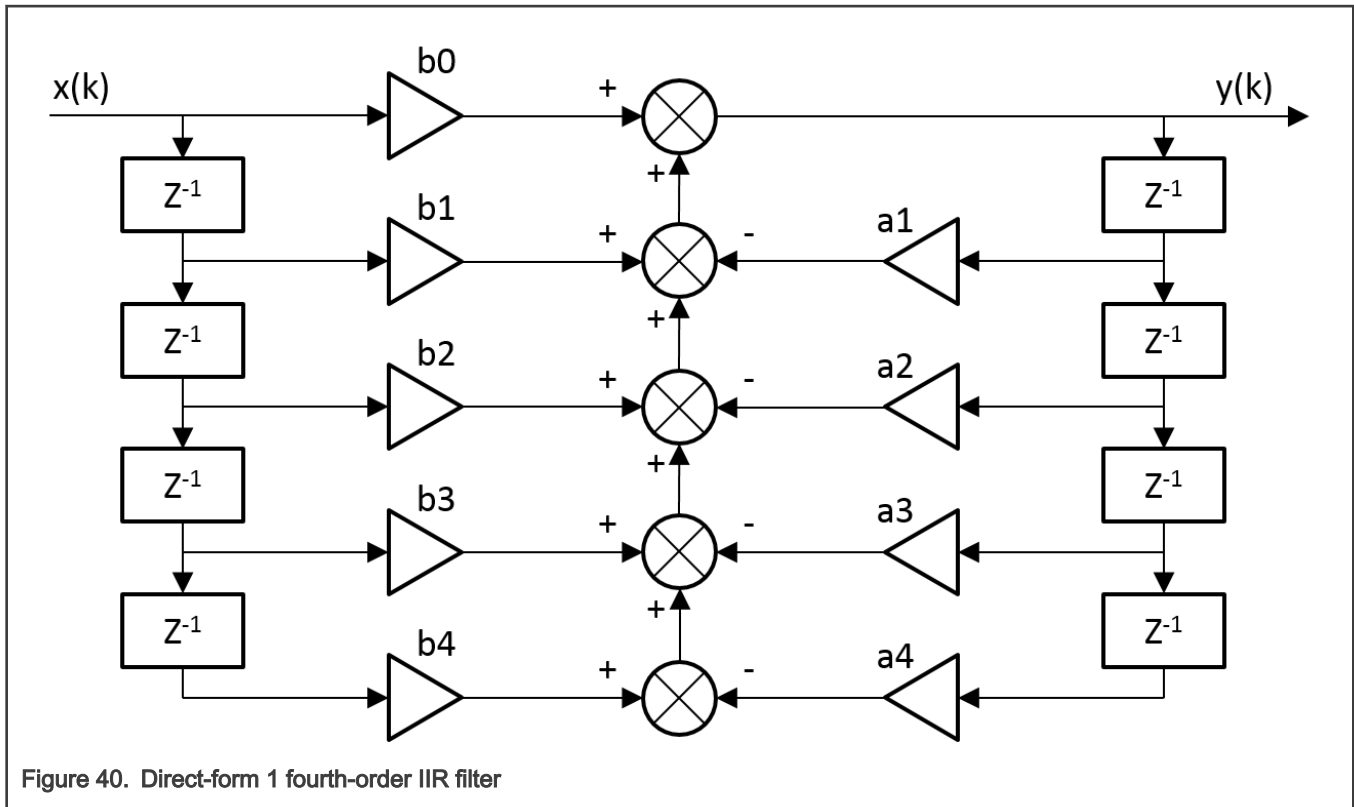 b0
x(k) + y(k)
+
Z⁻¹ Z⁻¹
b1 a1
+ -
+
Z⁻¹ Z⁻¹
b2 a2
+ -
+
Z⁻¹ Z⁻¹
b3 a3
+ -
+
Z⁻¹ Z⁻¹
b4 a4
+ -
Figure 40. Direct-form 1 fourth-order IIR filter